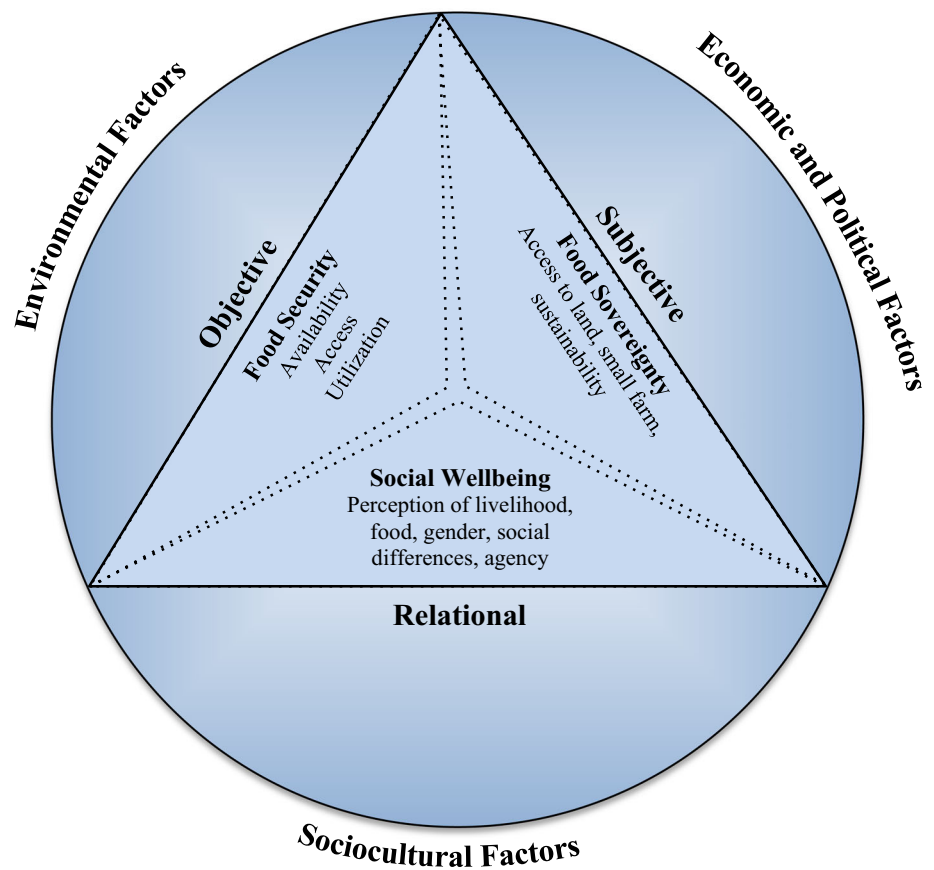 Environmental Factors
Economic and Political Factors
Objective
Food Security
Availability
Access
Utilization
Subjective
Food Sovereignty
Access to land, small farm,
sustainability
Social Wellbeing
Perception of livelihood,
food, gender, social
differences, agency
Relational
Sociocultural Factors